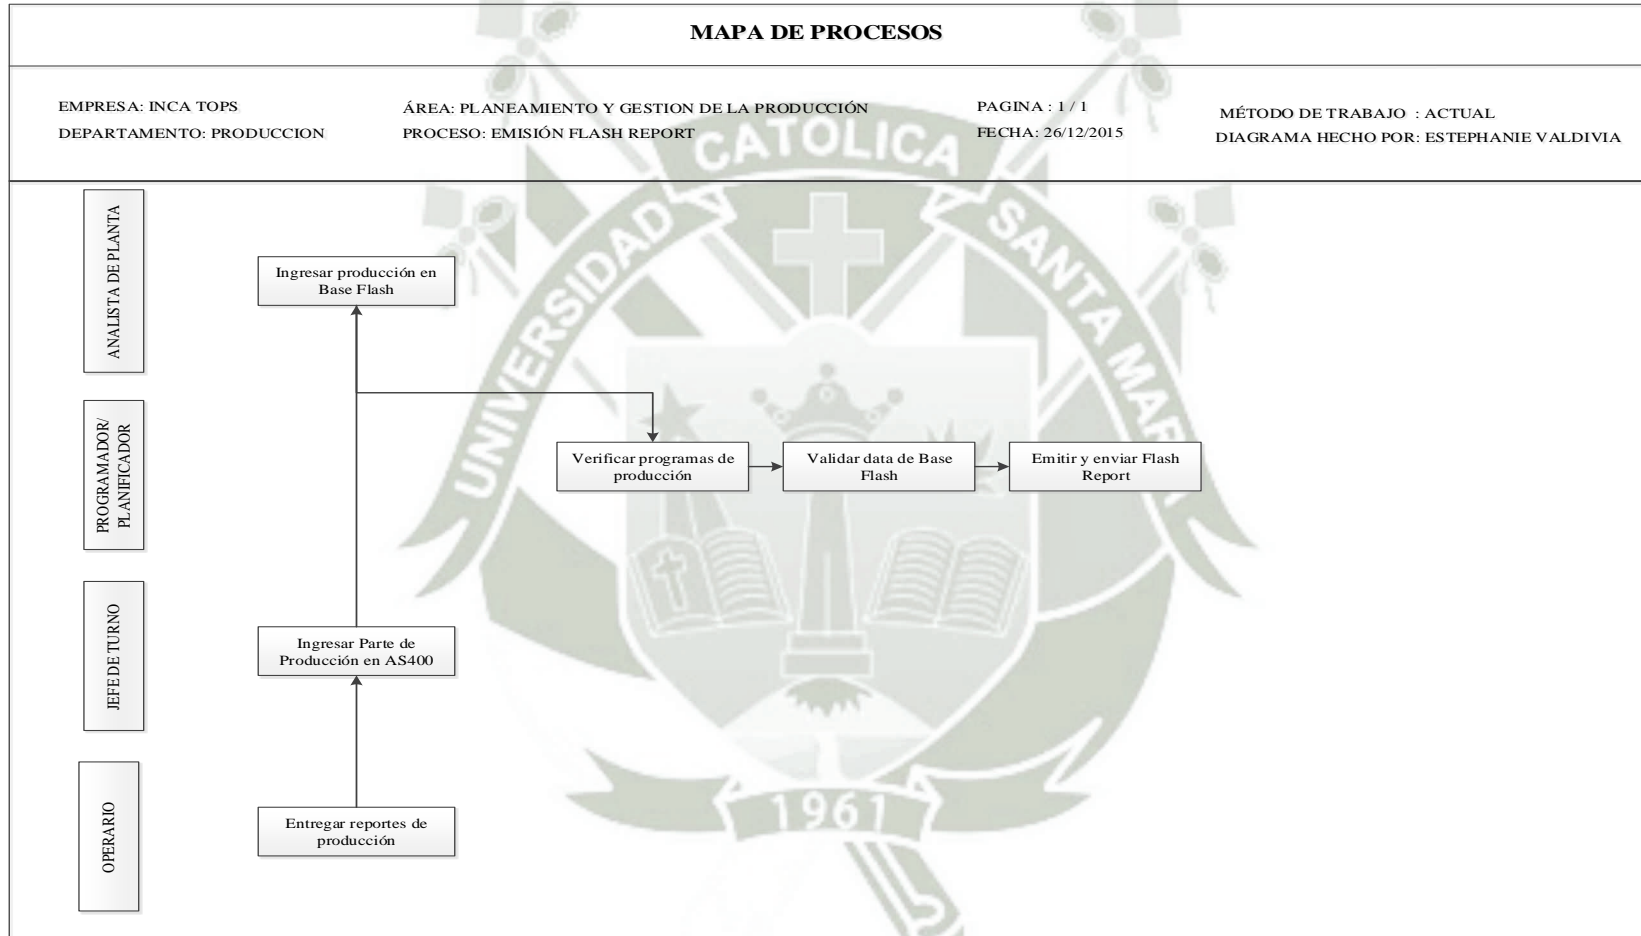 MAPA DE PROCESOS
EMPRESA: INCA TOPS
DEPARTAMENTO: PRODUCCION
ÁREA: PLANEAMIENTO Y GESTION DE LA PRODUCCIÓN
PROCESO: EMISIÓN FLASH REPORT
PAGINA : 1 / 1
FECHA: 26/12/2015
MÉTODO DE TRABAJO : ACTUAL
DIAGRAMA HECHO POR: ESTEPHANIE VALDIVIA
UNIVERSIDAD CATOLICA SANTA MARIA
ANALISTA DE PLANTA
Ingresar producción en
Base Flash
PROGRAMADOR/
PLANIFICADOR
Verificar programas de
producción
Validar data de Base
Flash
Emitir y enviar Flash
Report
JEFE DE TURNO
Ingresar Parte de
Producción en AS400
OPERARIO
Entregar reportes de
producción
1961